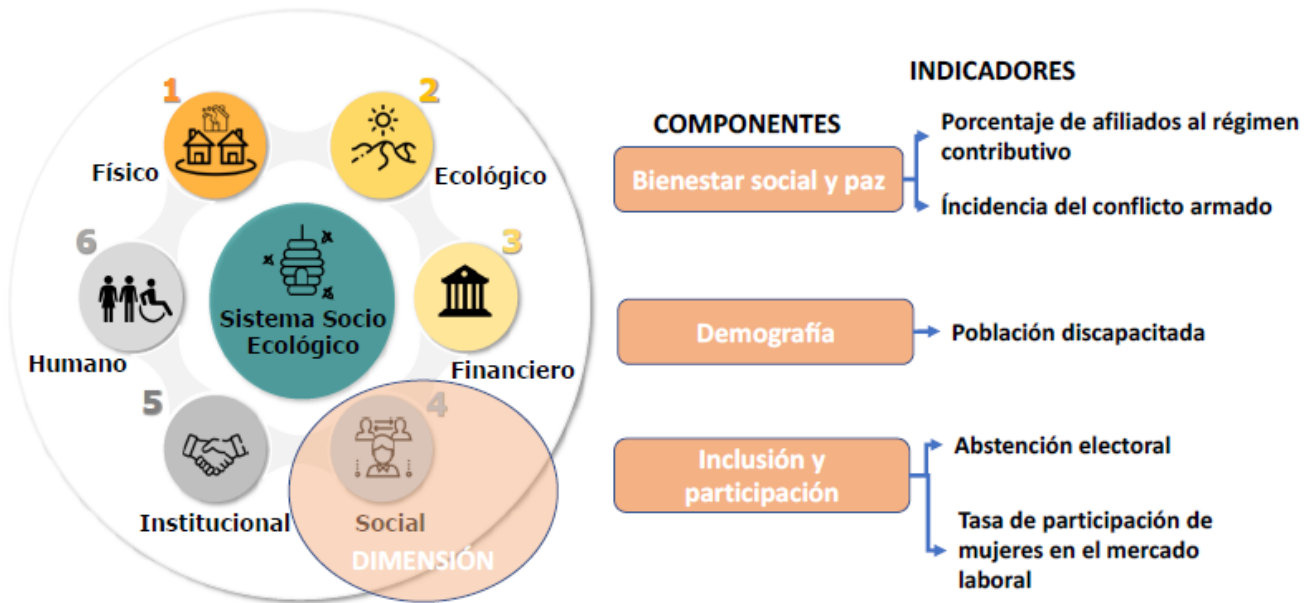 1
Físico
2
Ecológico
3
Financiero
4
Social
DIMENSIÓN
5
Institucional
6
Humano
Sistema Socio
Ecológico
COMPONENTES
INDICADORES
Bienestar social y paz
Porcentaje de afiliados al régimen
contributivo
Íncidencia del conflicto armado
Demografía
Población discapacitada
Inclusión y
participación
Abstención electoral
Tasa de participación de
mujeres en el mercado
laboral